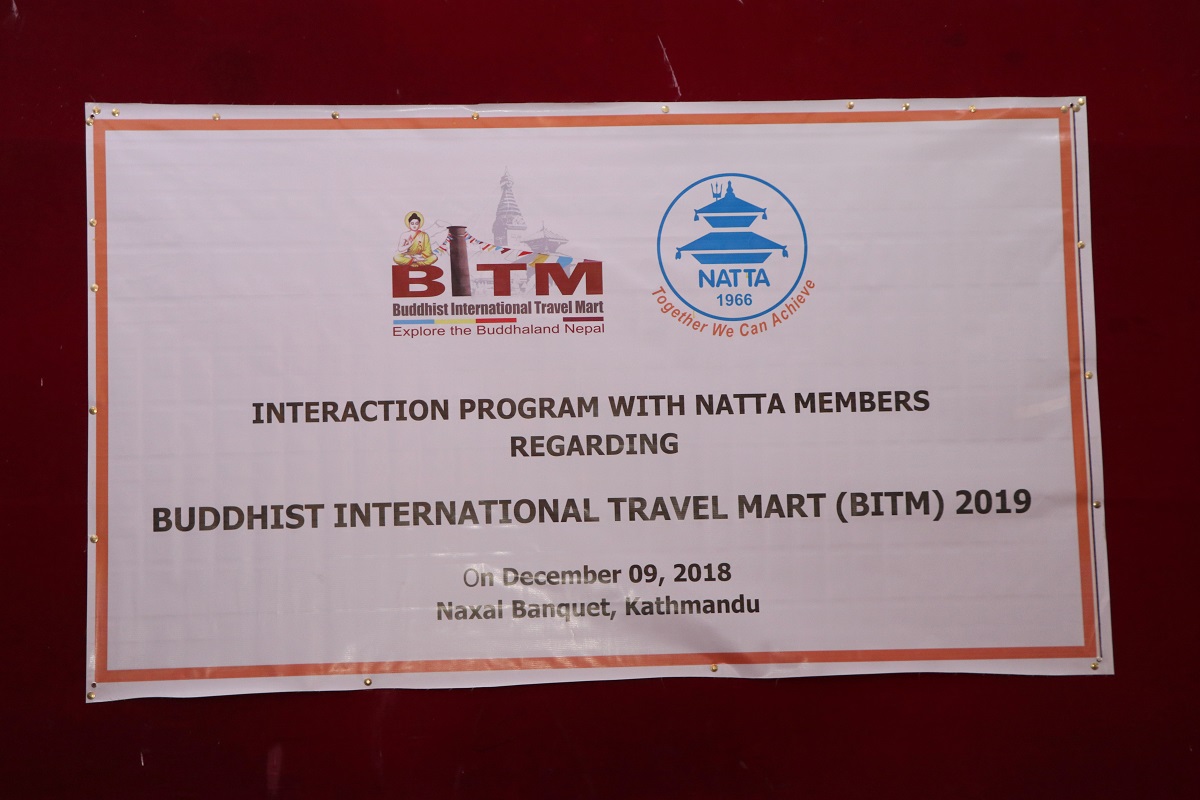 BITM
Buddhist International Travel Mart
Explore the Buddhaland Nepal
NATTA
1966
Together We Can Achieve
INTERACTION PROGRAM WITH NATTA MEMBERS
REGARDING
BUDDHIST INTERNATIONAL TRAVEL MART (BITM) 2019
On December 09, 2018
Naxal Banquet, Kathmandu